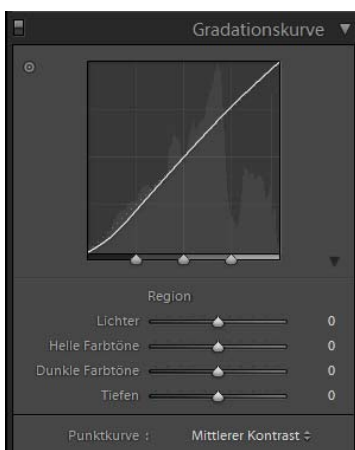 Gradationskurve
Region
Lichter 0
Helle Farbtöne 0
Dunkle Farbtöne 0
Tiefen 0
Punktkurve : Mittlerer Kontrast